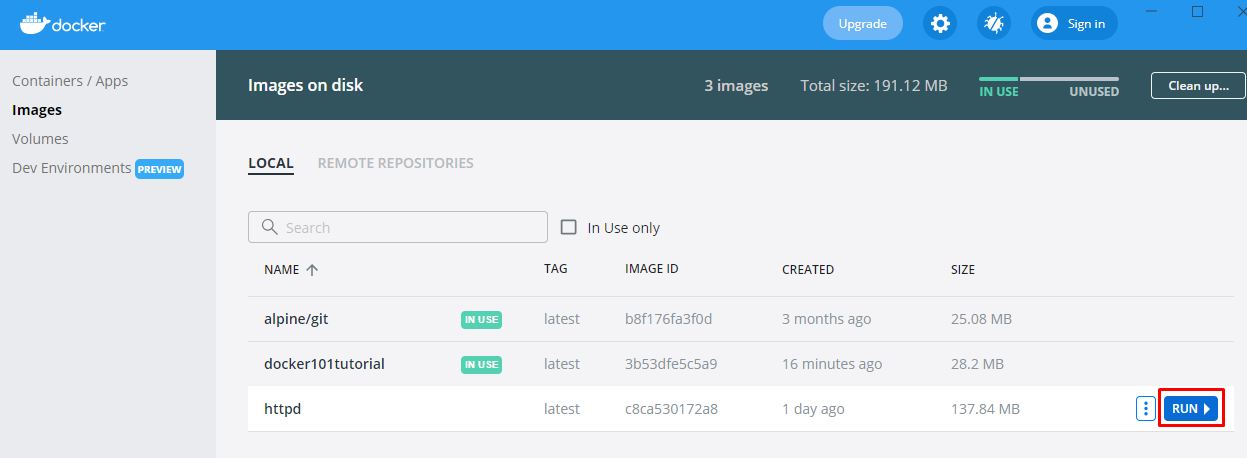 docker
Upgrade
Sign in
Containers / Apps
Images
Volumes
Dev Environments PREVIEW
Images on disk
3 images
Total size: 191.12 MB
IN USE
UNUSED
Clean up...
LOCAL
REMOTE REPOSITORIES
Search
In Use only
NAME TAG IMAGE ID CREATED SIZE
alpine/git IN USE latest b8f176fa3f0d 3 months ago 25.08 MB
docker101tutorial IN USE latest 3b53dfe5c5a9 16 minutes ago 28.2 MB
httpd latest c8ca530172a8 1 day ago 137.84 MB RUN